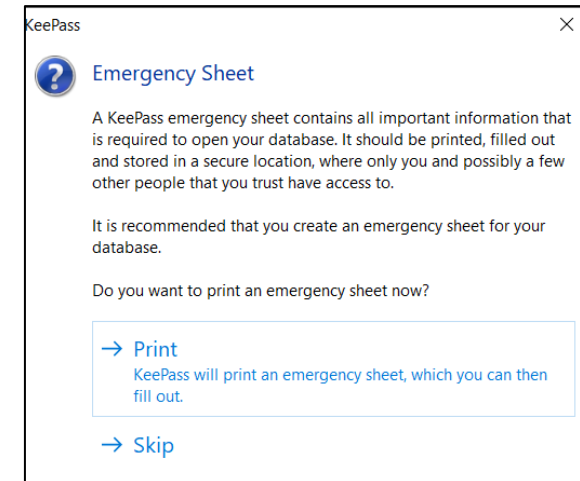 KeePass
Emergency Sheet
A KeePass emergency sheet contains all important information that
is required to open your database. It should be printed, filled out
and stored in a secure location, where only you and possibly a few
other people that you trust have access to.
It is recommended that you create an emergency sheet for your
database.
Do you want to print an emergency sheet now?
→ Print
KeePass will print an emergency sheet, which you can then
fill out.
→ Skip